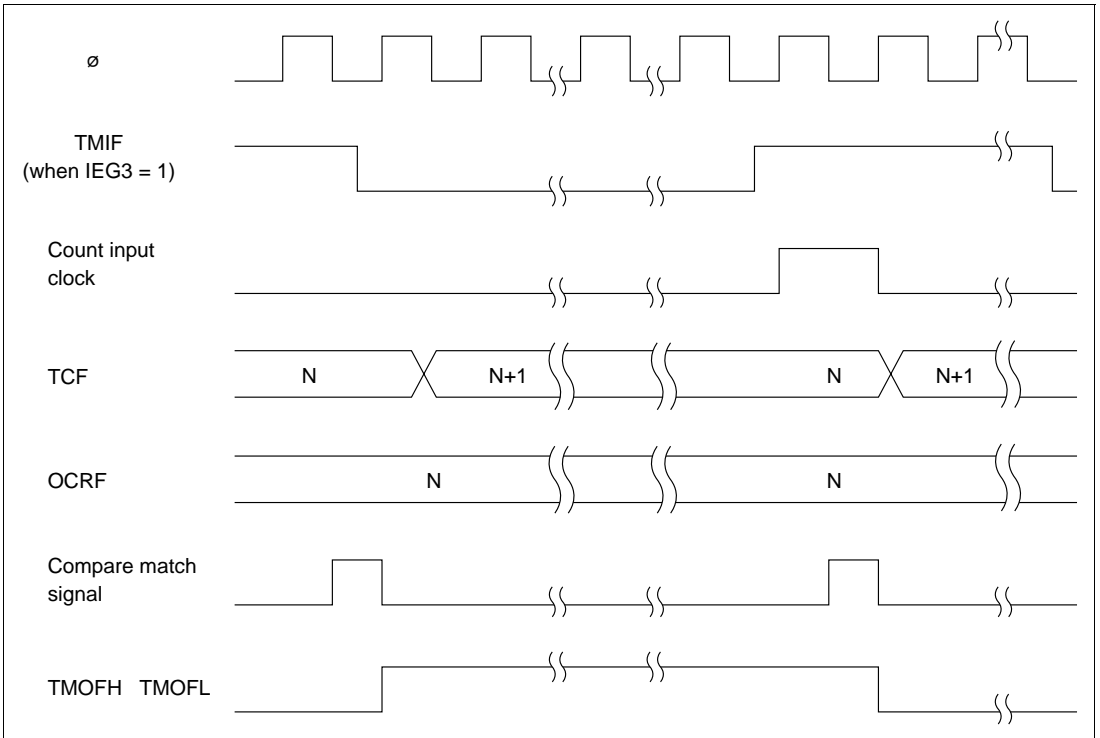 ø
TMIF
(when IEG3 = 1)
Count input
clock
TCF N N+1 N N+1
OCRF N N
Compare match
signal
TMOFH TMOFL